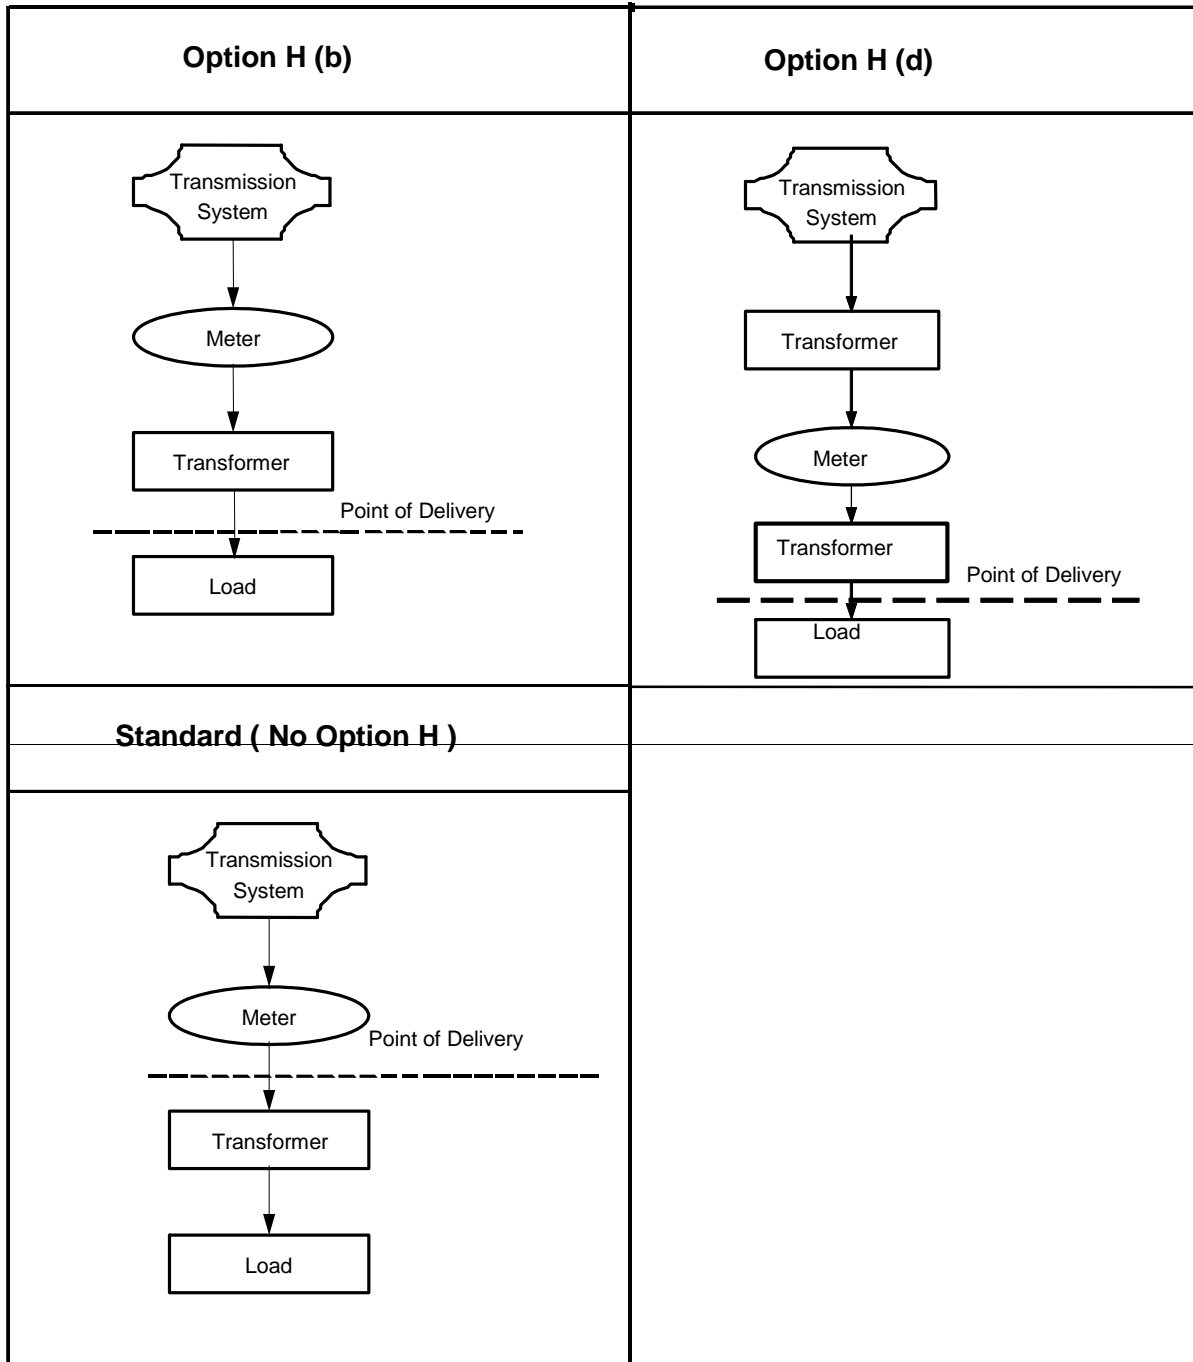 Option H (b)
Transmission
System
Meter
Transformer
Point of Delivery
Load
Option H (d)
Transmission
System
Transformer
Meter
Transformer
Point of Delivery
Load
Standard ( No Option H )
Transmission
System
Meter
Point of Delivery
Transformer
Load